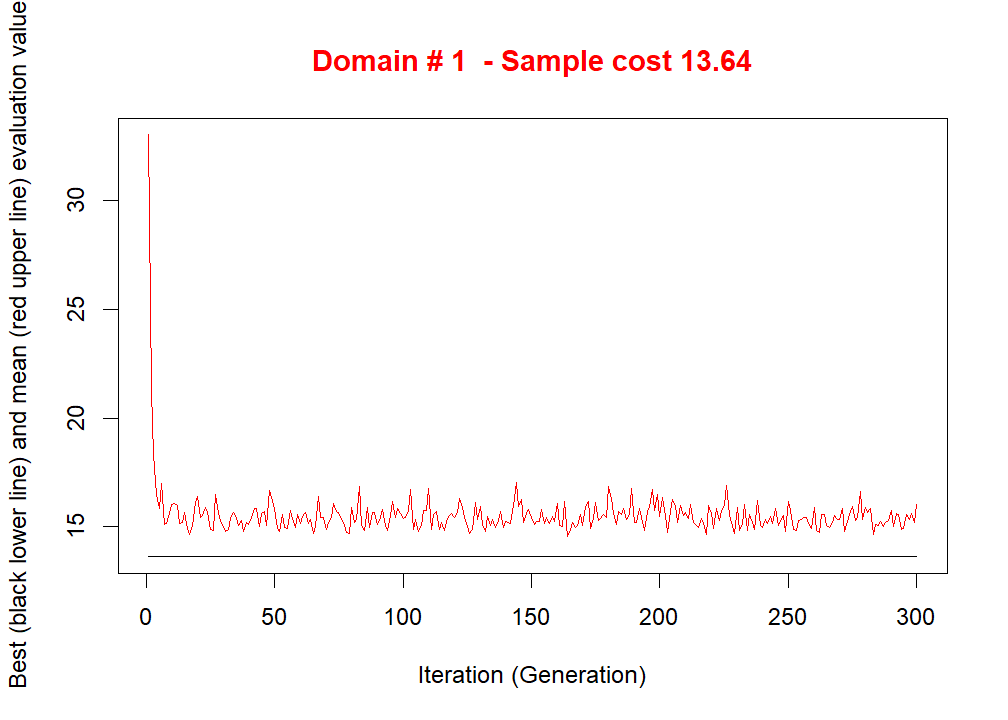 Domain # 1  - Sample cost 13.64
Best (black lower line) and mean (red upper line) evaluation value
30
25
20
15
0 50 100 150 200 250 300
Iteration (Generation)